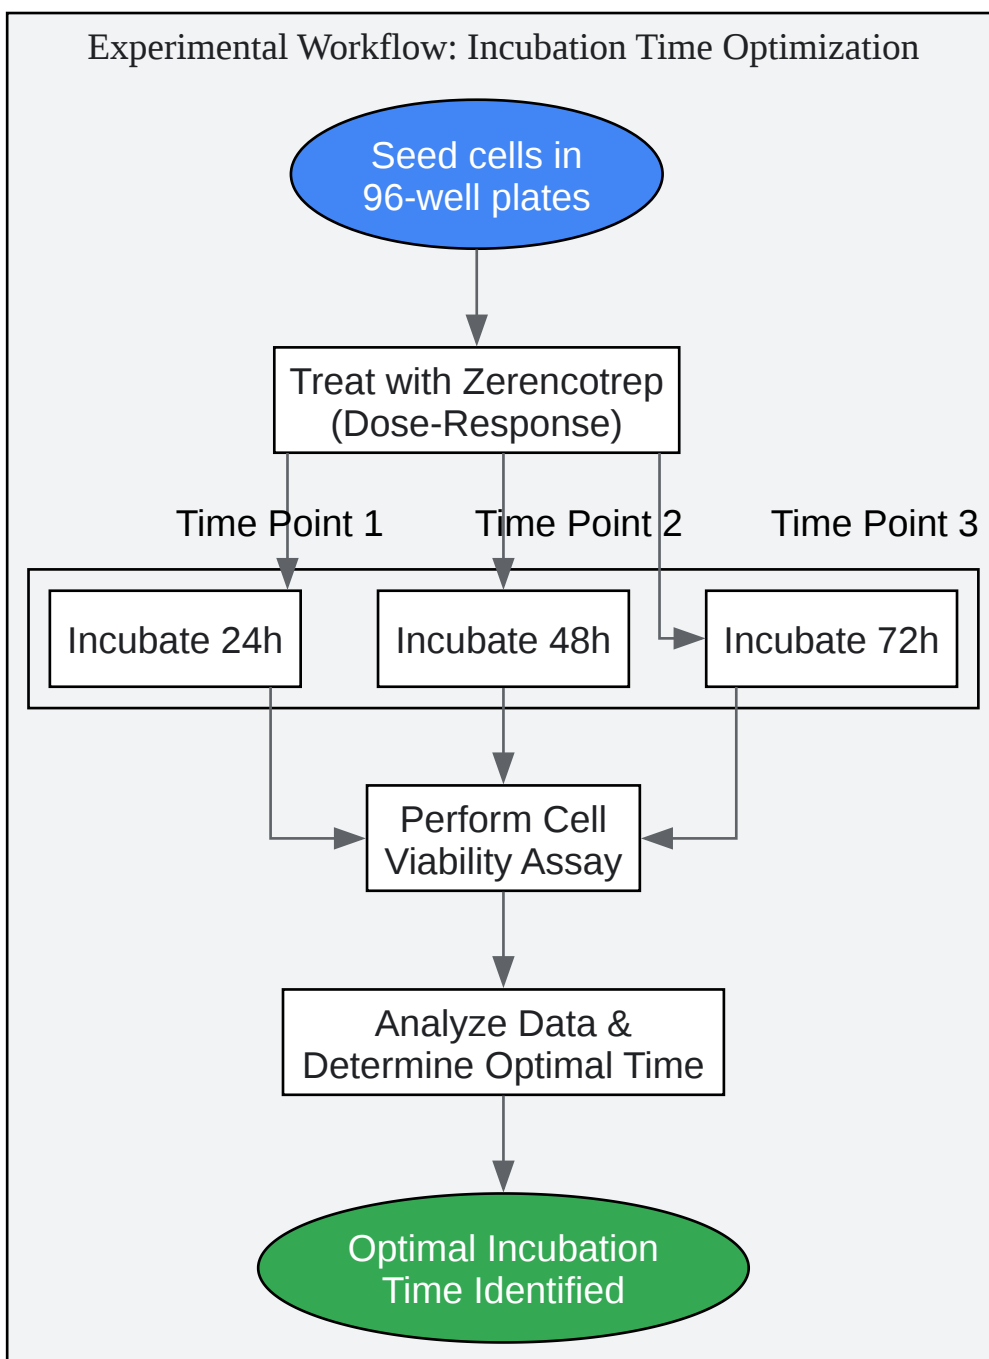 Experimental Workflow: Incubation Time Optimization
Seed cells in
96-well plates
Treat with Zerencotrep
(Dose-Response)
Time Point 1
Time Point 2
Time Point 3
Incubate 24h
Incubate 48h
Incubate 72h
Perform Cell
Viability Assay
Analyze Data &
Determine Optimal Time
Optimal Incubation
Time Identified